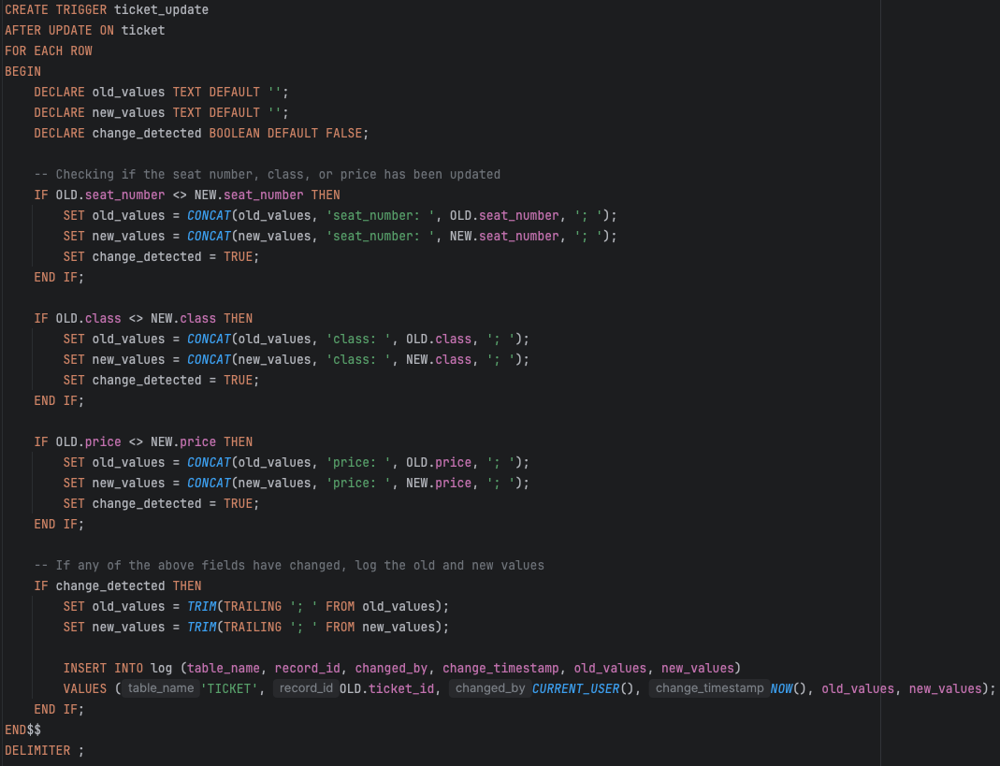 CREATE TRIGGER ticket_update
AFTER UPDATE ON ticket
FOR EACH ROW
BEGIN
    DECLARE old_values TEXT DEFAULT '';
    DECLARE new_values TEXT DEFAULT '';
    DECLARE change_detected BOOLEAN DEFAULT FALSE;

    -- Checking if the seat number, class, or price has been updated
    IF OLD.seat_number <> NEW.seat_number THEN
        SET old_values = CONCAT(old_values, 'seat_number: ', OLD.seat_number, '; ');
        SET new_values = CONCAT(new_values, 'seat_number: ', NEW.seat_number, '; ');
        SET change_detected = TRUE;
    END IF;

    IF OLD.class <> NEW.class THEN
        SET old_values = CONCAT(old_values, 'class: ', OLD.class, '; ');
        SET new_values = CONCAT(new_values, 'class: ', NEW.class, '; ');
        SET change_detected = TRUE;
    END IF;

    IF OLD.price <> NEW.price THEN
        SET old_values = CONCAT(old_values, 'price: ', OLD.price, '; ');
        SET new_values = CONCAT(new_values, 'price: ', NEW.price, '; ');
        SET change_detected = TRUE;
    END IF;

    -- If any of the above fields have changed, log the old and new values
    IF change_detected THEN
        SET old_values = TRIM(TRAILING '; ' FROM old_values);
        SET new_values = TRIM(TRAILING '; ' FROM new_values);

        INSERT INTO log (table_name, record_id, changed_by, change_timestamp, old_values, new_values)
        VALUES ( table_name 'TICKET', record_id OLD.ticket_id, changed_by CURRENT_USER(), change_timestamp NOW(), old_values, new_values);
    END IF;
END$$
DELIMITER ;